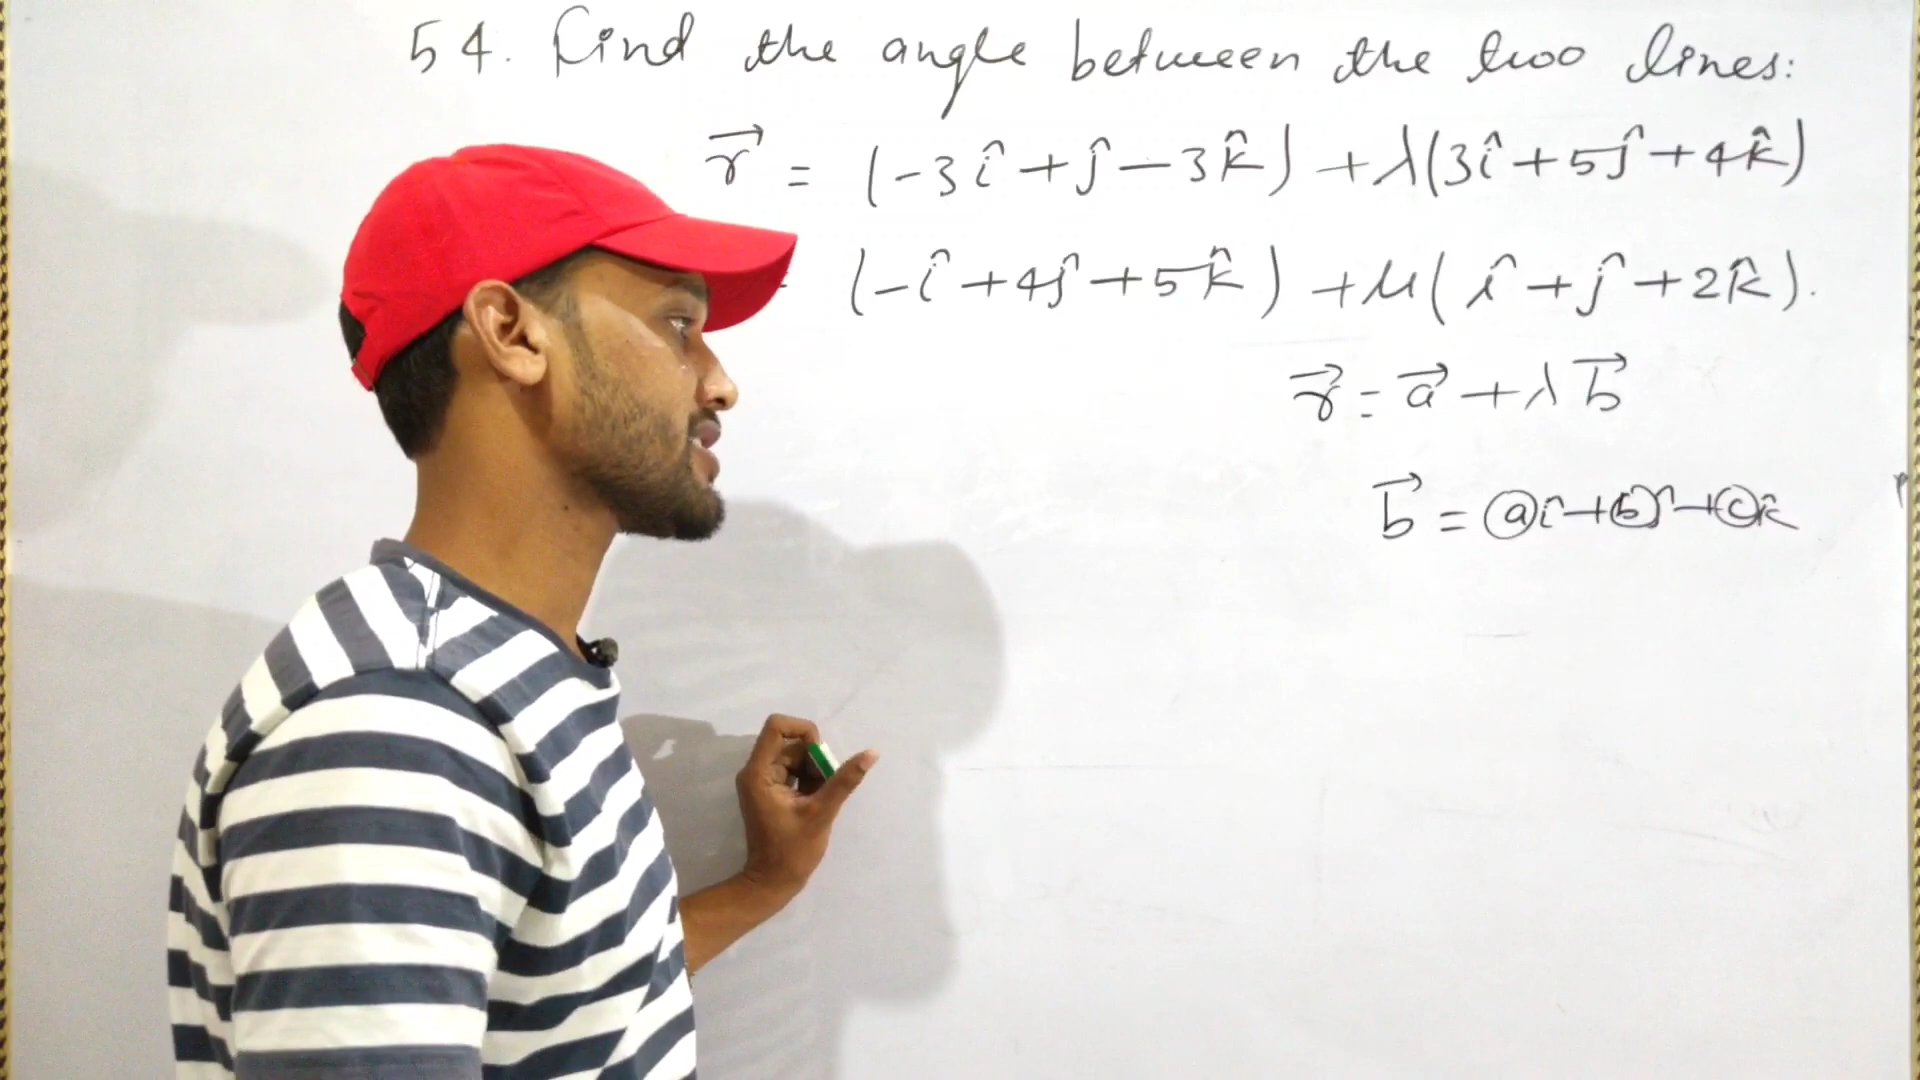 54. Find the angle between the two lines:
r⃗ = (-3î + ĵ - 3k̂) + λ(3î + 5ĵ + 4k̂)
(-î + 4ĵ + 5k̂) + μ(î + ĵ + 2k̂).
r⃗ = a⃗ + λb⃗
b⃗ = aî + bĵ + ck̂